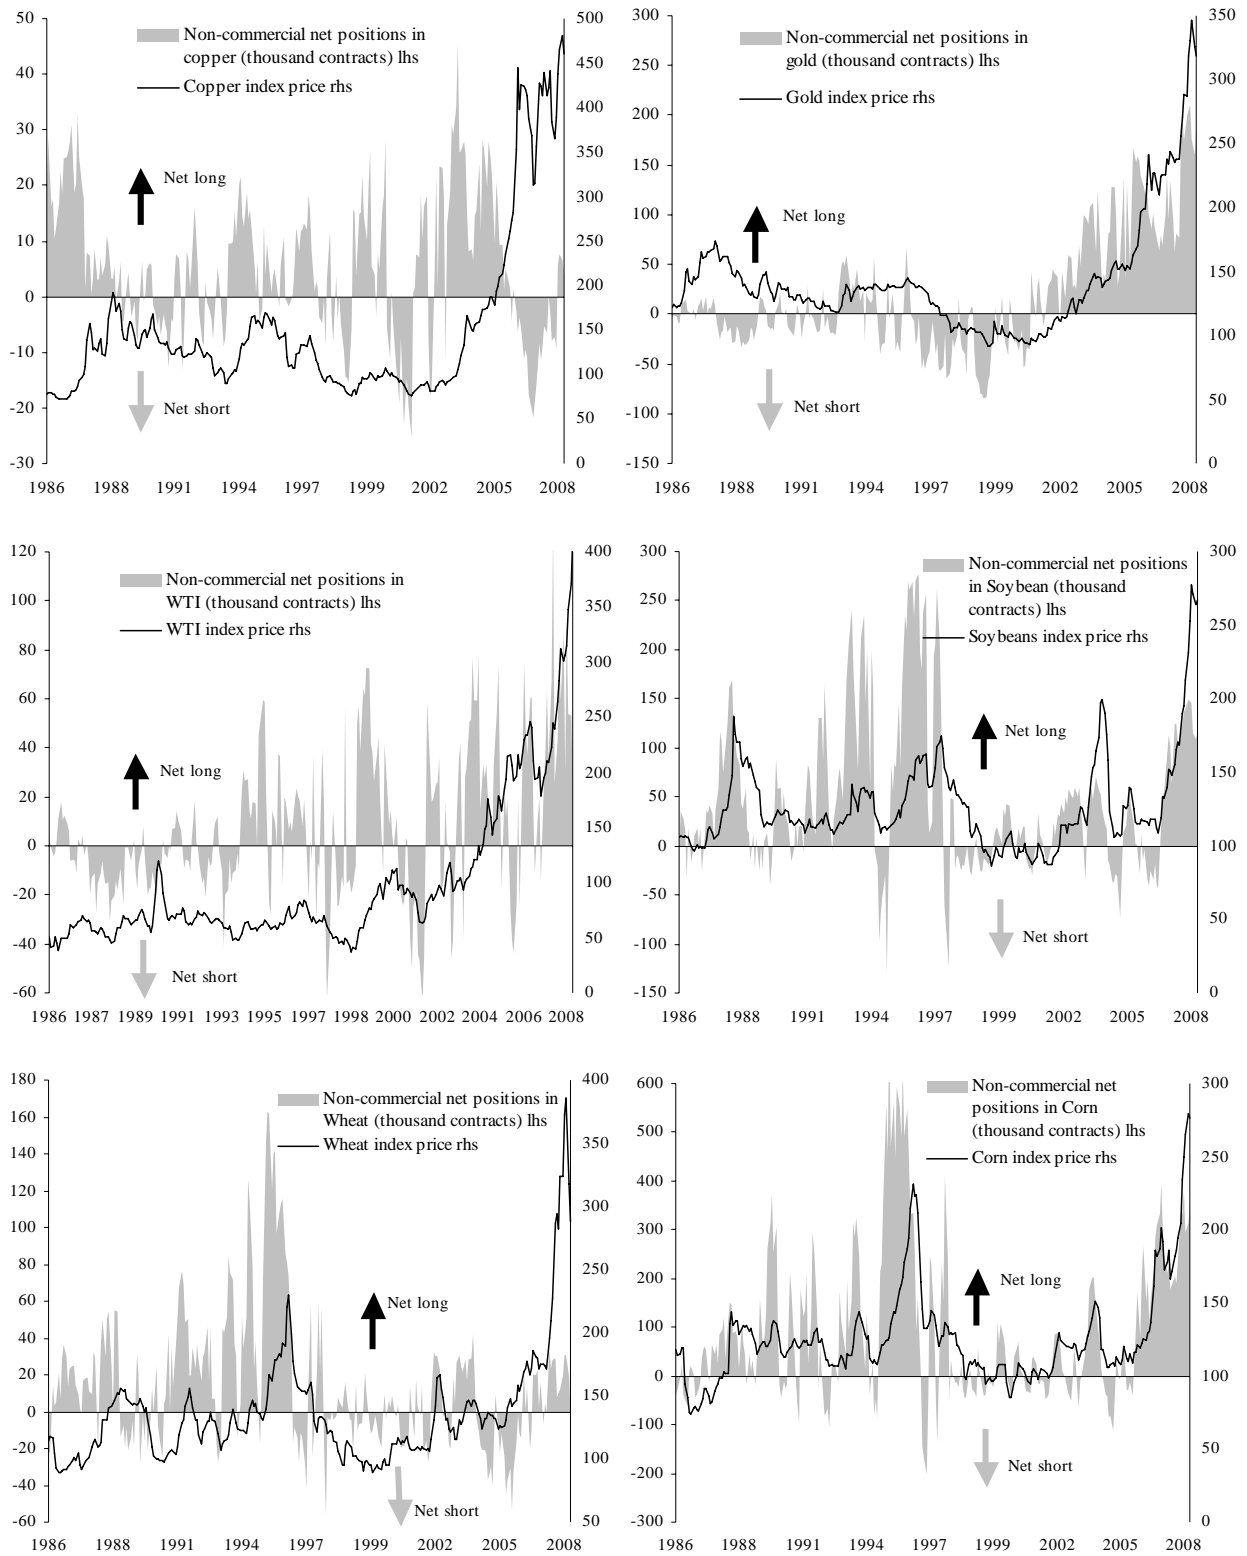 50
40
30
20
10
0
-10
-20
-30
500
450
400
350
300
250
200
150
100
50
0
Non-commercial net positions in
copper (thousand contracts) lhs
Copper index price rhs
Net long
Net short
1986 1988 1991 1994 1997 1999 2002 2005 2008
300
250
200
150
100
50
0
-50
-100
-150
350
300
250
200
150
100
50
0
Non-commercial net positions in
gold (thousand contracts) lhs
Gold index price rhs
Net long
Net short
1986 1988 1991 1994 1997 1999 2002 2005 2008
120
100
80
60
40
20
0
-20
-40
-60
400
350
300
250
200
150
100
50
0
Non-commercial net positions in
WTI (thousand contracts) lhs
WTI index price rhs
Net long
Net short
1986 1987 1989 1991 1993 1995 1997 1998 2000 2002 2004 2006 2008
300
250
200
150
100
50
0
-50
-100
-150
300
250
200
150
100
50
0
Non-commercial net positions
in Soybean (thousand
contracts) lhs
Soybeans index price rhs
Net long
Net short
1986 1988 1991 1994 1997 1999 2002 2005 2008
180
160
140
120
100
80
60
40
20
0
-20
-40
-60
400
350
300
250
200
150
100
50
Non-commercial net positions in
Wheat (thousand contracts) lhs
Wheat index price rhs
Net long
Net short
1986 1988 1991 1994 1997 1999 2002 2005 2008
600
500
400
300
200
100
0
-100
-200
-300
300
250
200
150
100
50
0
Non-commercial net
positions in Corn
(thousand contracts) lhs
Corn index price rhs
Net long
Net short
1986 1988 1991 1994 1997 1999 2002 2005 2008